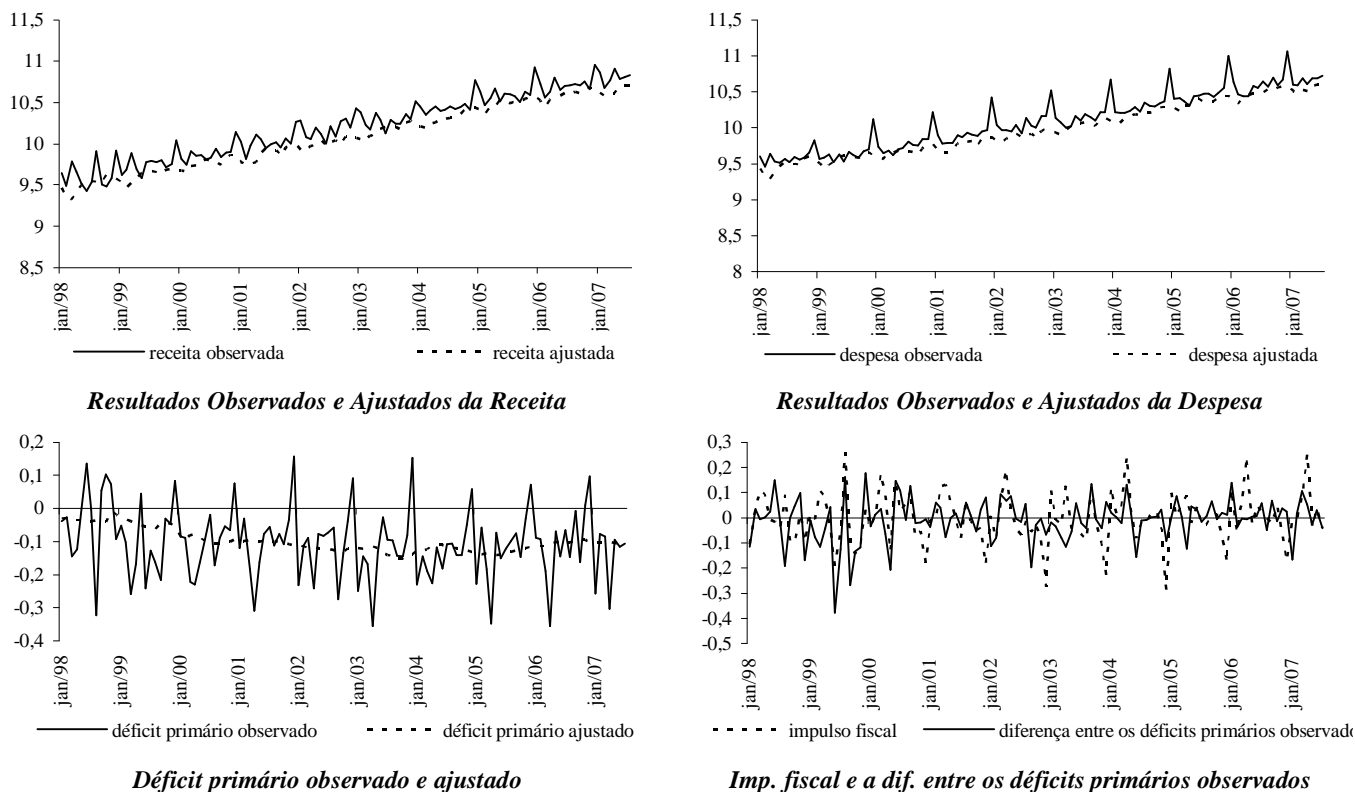 11,5
11
10,5
10
9,5
9
8,5
jan/98
jan/99
jan/00
jan/01
jan/02
jan/03
jan/04
jan/05
jan/06
jan/07
receita observada
receita ajustada
Resultados Observados e Ajustados da Receita
11,5
11
10,5
10
9,5
9
8,5
8
jan/98
jan/99
jan/00
jan/01
jan/02
jan/03
jan/04
jan/05
jan/06
jan/07
despesa observada
despesa ajustada
Resultados Observados e Ajustados da Despesa
0,2
0,1
0
-0,1
-0,2
-0,3
-0,4
jan/98
jan/99
jan/00
jan/01
jan/02
jan/03
jan/04
jan/05
jan/06
jan/07
déficit primário observado
déficit primário ajustado
Déficit primário observado e ajustado
0,3
0,2
0,1
0
-0,1
-0,2
-0,3
-0,4
-0,5
jan/98
jan/99
jan/00
jan/01
jan/02
jan/03
jan/04
jan/05
jan/06
jan/07
impulso fiscal
diferença entre os déficits primários observado
Imp. fiscal e a dif. entre os déficits primários observados